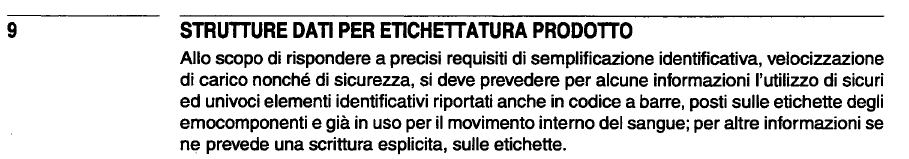 9 STRUTTURE DATI PER ETICHETTATURA PRODOTTO
Allo scopo di rispondere a precisi requisiti di semplificazione identificativa, velocizzazione
di carico nonché di sicurezza, si deve prevedere per alcune informazioni l'utilizzo di sicuri
ed univoci elementi identificativi riportati anche in codice a barre, posti sulle etichette degli
emocomponenti e già in uso per il movimento interno del sangue; per altre informazioni se
ne prevede una scrittura esplicita, sulle etichette.